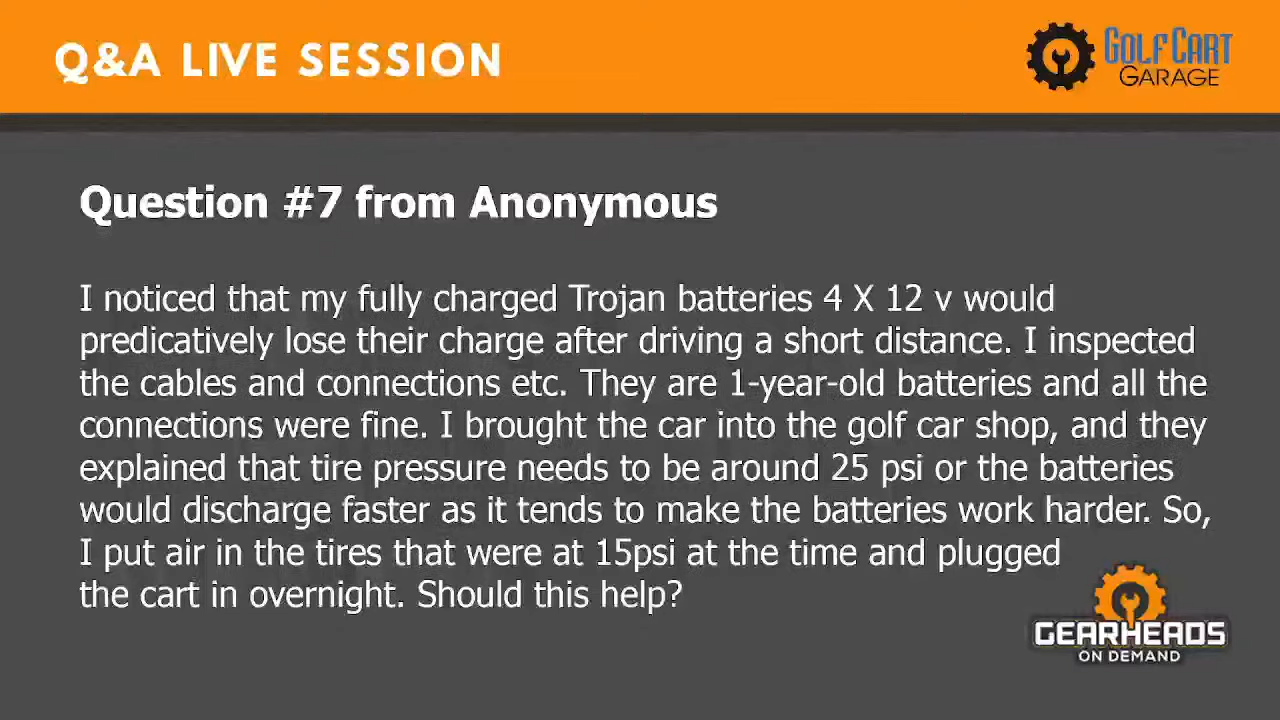 Q&A LIVE SESSION
GOLF CART
GARAGE
Question #7 from Anonymous
I noticed that my fully charged Trojan batteries 4 X 12 v would
predicatively lose their charge after driving a short distance. I inspected
the cables and connections etc. They are 1-year-old batteries and all the
connections were fine. I brought the car into the golf car shop, and they
explained that tire pressure needs to be around 25 psi or the batteries
would discharge faster as it tends to make the batteries work harder. So,
I put air in the tires that were at 15psi at the time and plugged
the cart in overnight. Should this help?
GEARHEADS
ON DEMAND